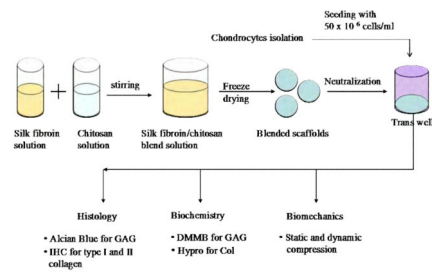 Seeding with
50 x 10 6 cells/ml
Chondrocytes isolation
stirring
Freeze
drying
Neutralization
Silk fibroin
solution
Chitosan
solution
Silk fibroin/chitosan
blend solution
Blended scaffolds
Trans well
Histology
• Alcian Blue for GAG
• IHC for type I and II
collagen
Biochemistry
• DMMB for GAG
• Hypro for Col
Biomechanics
• Static and dynamic
compression